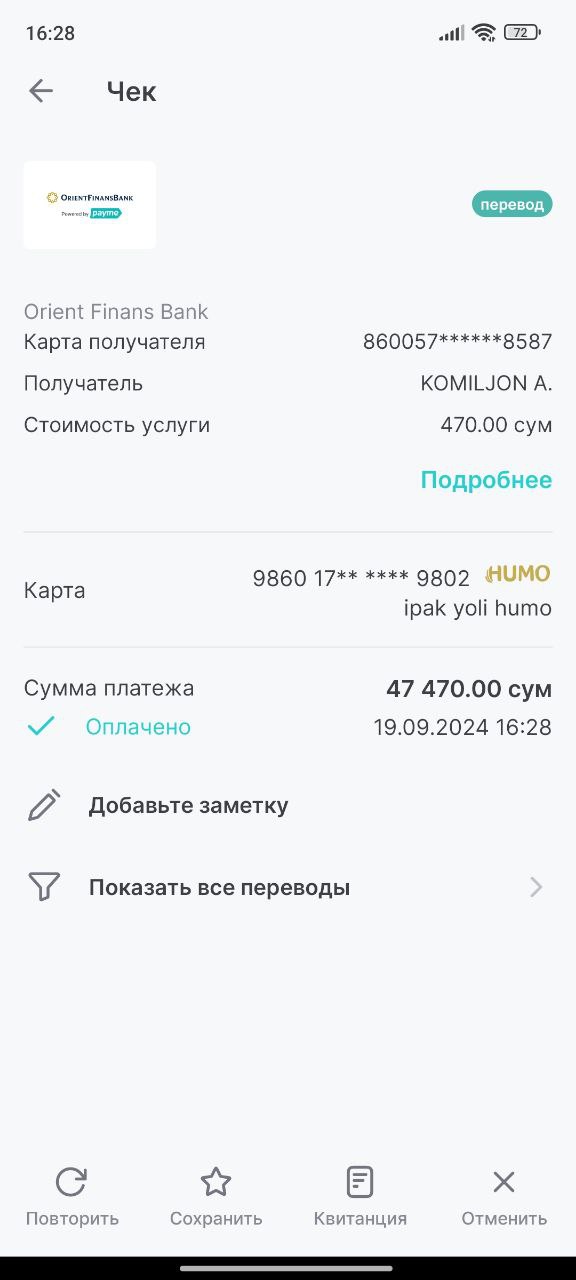 16:28
72
Чек
ORIENTFINANSBANK
Powered by payme
перевод
Orient Finans Bank
Карта получателя 860057******8587
Получатель KOMILJON A.
Стоимость услуги 470.00 сум
Подробнее
Карта 9860 17** **** 9802 HUMO
ipak yoli humo
Сумма платежа 47 470.00 сум
Оплачено 19.09.2024 16:28
Добавьте заметку
Показать все переводы
Повторить Сохранить Квитанция Отменить